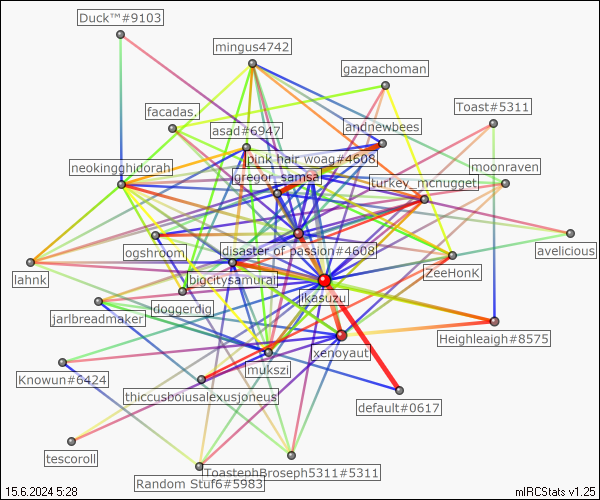 Duck™#9103
mingus4742
gazpachoman
Toast#5311
facadas.
asad#6947
andnewbees
pink hair woag#4608
neokingghidorah
moonraven
gregor_samsa
turkey_mcnugget
ogshroom
disaster of passion#4608
avelicious
lahnk
bigcitysamurai
ZeeHonK
jikasuzu
doggerdig
jarlbreadmaker
Heighleaigh#8575
xenoyaut
mukszi
Knowun#6424
thiccusboiusalexusjoneus
default#0617
tescoroll
ToastephBroseph5311#5311
Random Stuf6#5983
15.6.2024 5:28
mIRCStats v1.25